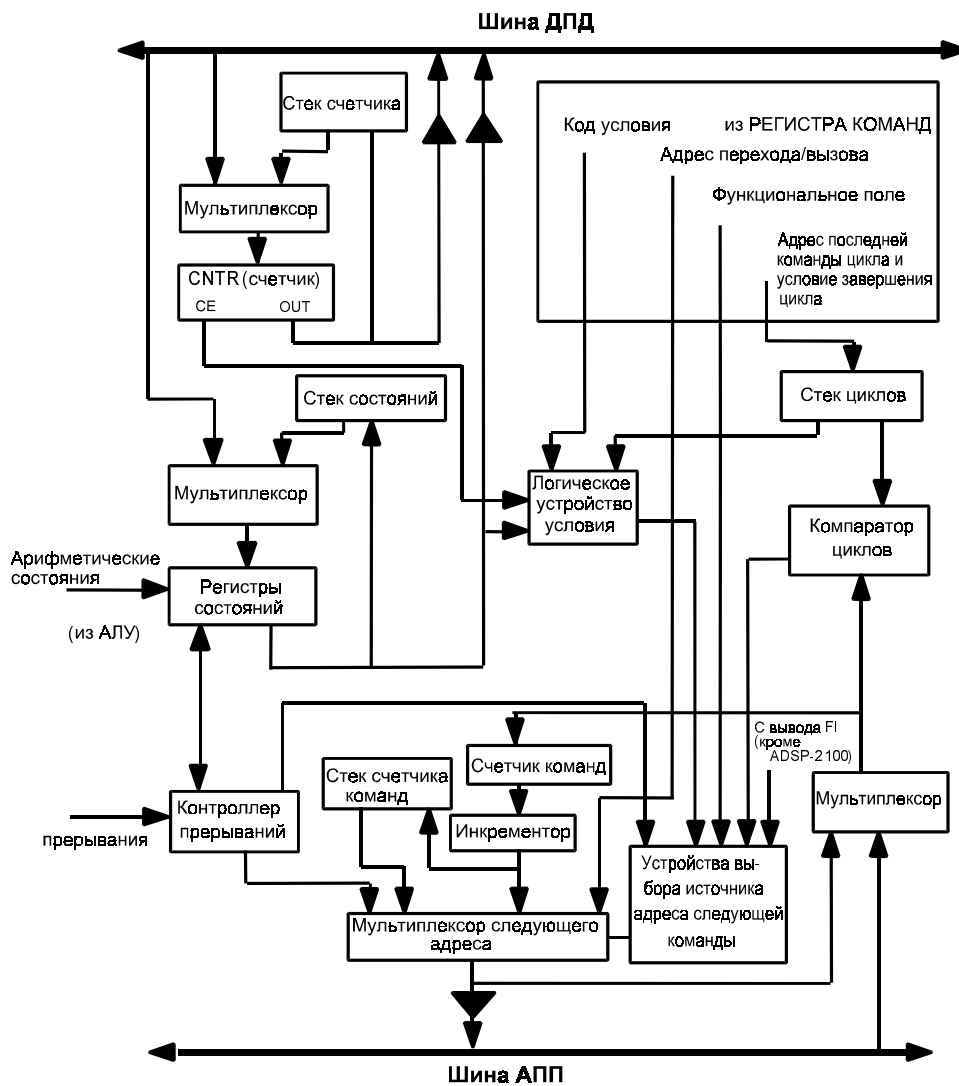 Шина ДПД
Стек счетчика
Код условия
из РЕГИСТРА КОМАНД
Адрес перехода/вызова
Функциональное поле
Мультиплексор
Адрес последней
команды цикла и
условие завершения
цикла
CNTR (счетчик)
CE
OUT
Стек состояний
Стек циклов
Мультиплексор
Логическое
устройство
условия
Компаратор
циклов
Арифметические
состояния
(из АЛУ)
Регистры
состояний
С вывода FI
(кроме
ADSP-2100)
Счетчик команд
Стек счетчика
команд
Мультиплексор
Контроллер
прерываний
прерывания
Инкрементор
Устройства вы-
бора источника
адреса следующей
команды
Мультиплексор следующего
адреса
Шина АПП